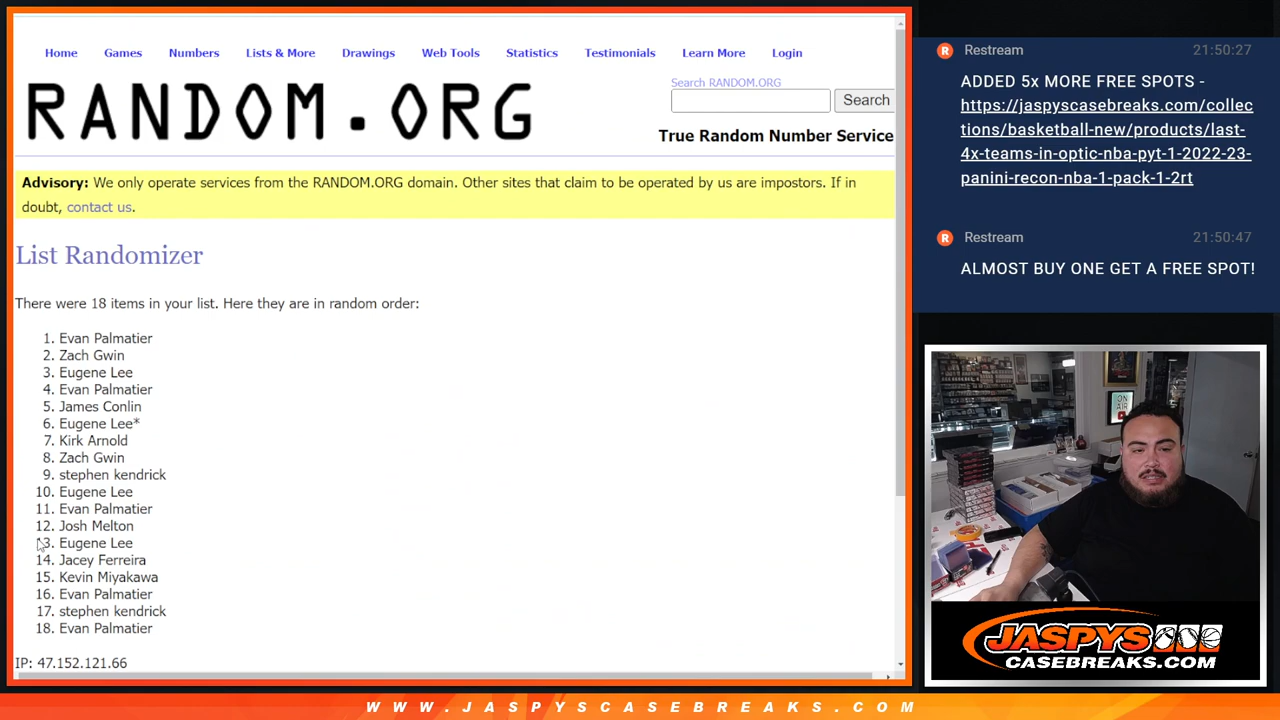 Home Games Numbers Lists & More Drawings Web Tools Statistics Testimonials Learn More Login
RANDOM.ORG
Search RANDOM.ORG
Search
True Random Number Service
Advisory: We only operate services from the RANDOM.ORG domain. Other sites that claim to be operated by us are impostors. If in
doubt, contact us.
List Randomizer
There were 18 items in your list. Here they are in random order:
1. Evan Palmatier
2. Zach Gwin
3. Eugene Lee
4. Evan Palmatier
5. James Conlin
6. Eugene Lee*
7. Kirk Arnold
8. Zach Gwin
9. stephen kendrick
10. Eugene Lee
11. Evan Palmatier
12. Josh Melton
13. Eugene Lee
14. Jacey Ferreira
15. Kevin Miyakawa
16. Evan Palmatier
17. stephen kendrick
18. Evan Palmatier
IP: 47.152.121.66
Restream 21:50:27
ADDED 5x MORE FREE SPOTS -
https://jaspyscasebreaks.com/collec
tions/basketball-new/products/last-
4x-teams-in-optic-nba-pyt-1-2022-23-
panini-recon-nba-1-pack-1-2rt
Restream 21:50:47
ALMOST BUY ONE GET A FREE SPOT!
ON
AIR
JASPYS
CASEBREAKS.COM
WWW.JASPYSCASEBREAKS.COM